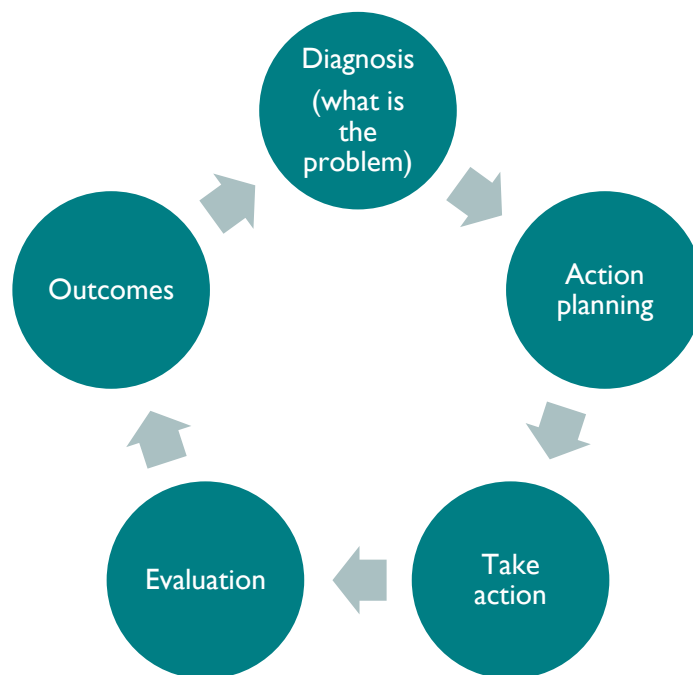 Diagnosis
(what is
the
problem)
Action
planning
Take
action
Evaluation
Outcomes